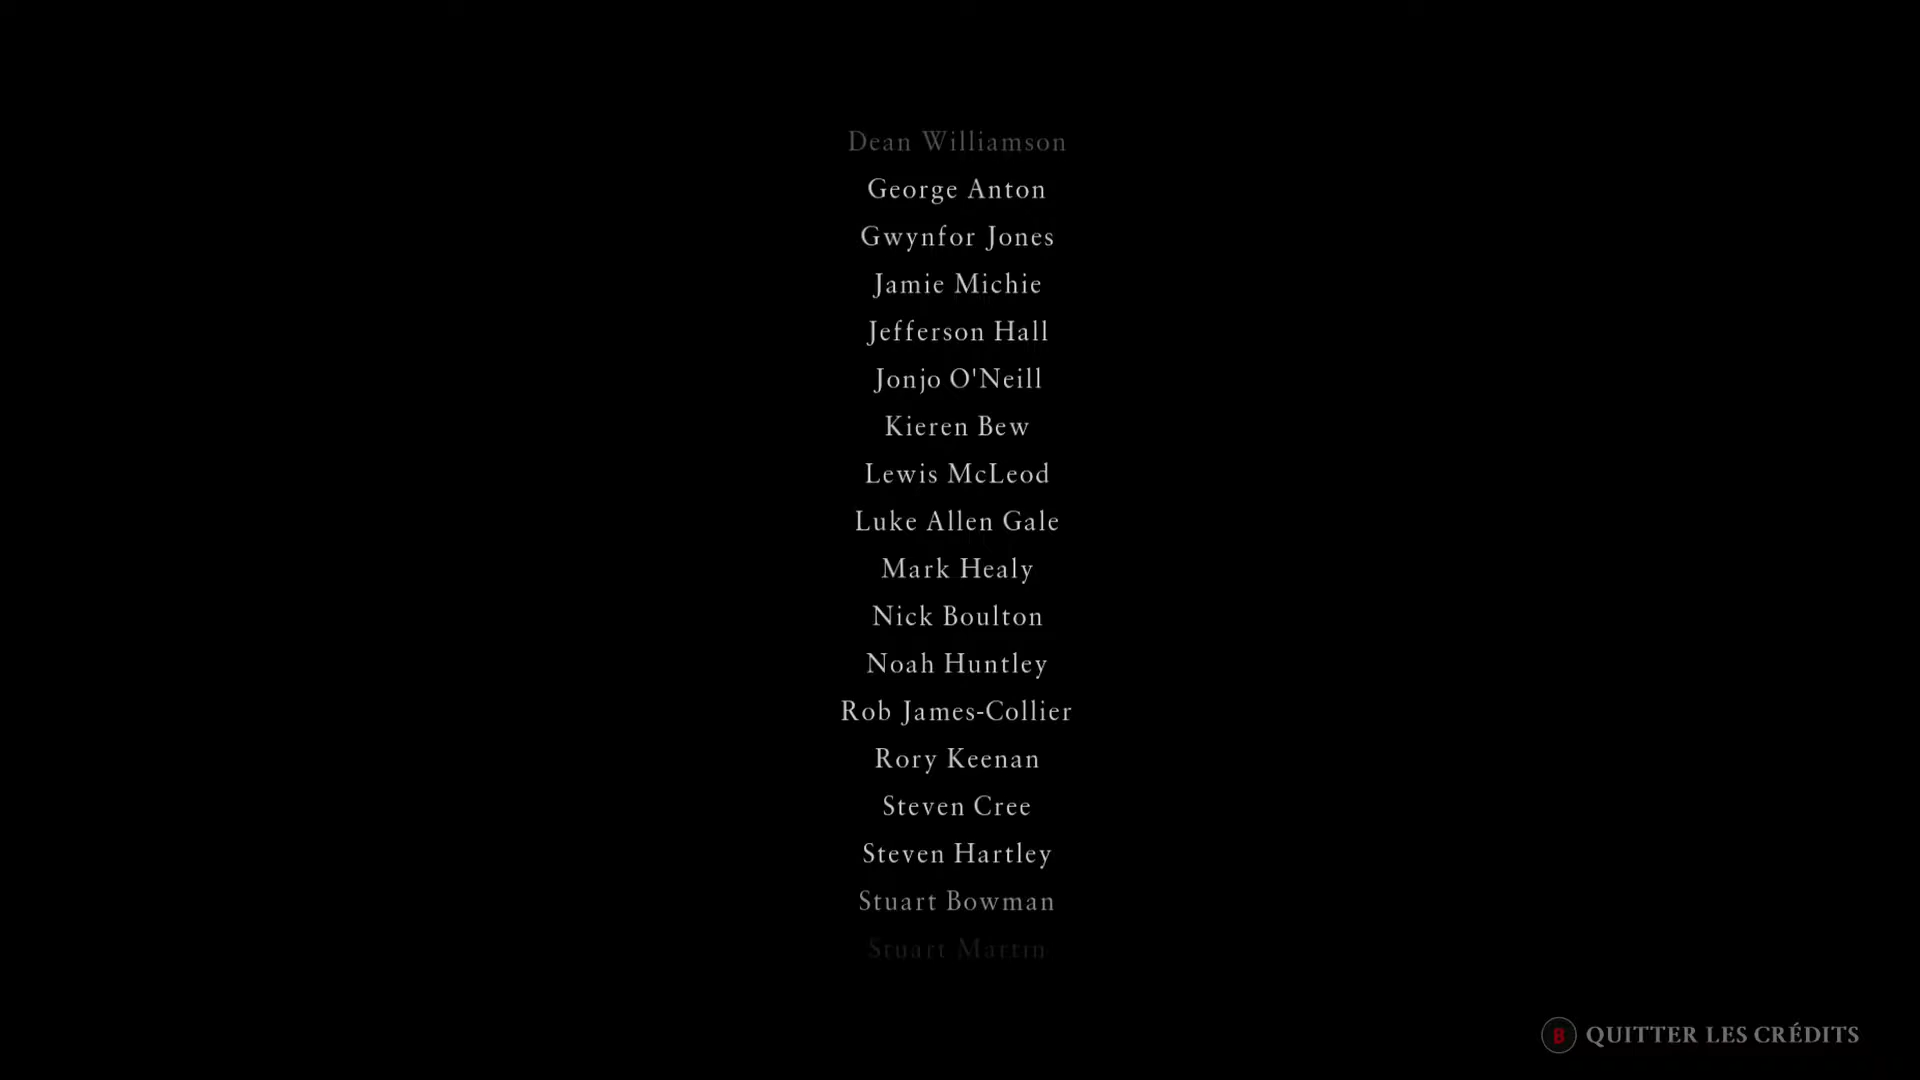 Dean Williamson
George Anton
Gwynfor Jones
Jamie Michie
Jefferson Hall
Jonjo O'Neill
Kieren Bew
Lewis McLeod
Luke Allen Gale
Mark Healy
Nick Boulton
Noah Huntley
Rob James-Collier
Rory Keenan
Steven Cree
Steven Hartley
Stuart Bowman
Stuart Martin
B QUITTER LES CRÉDITS